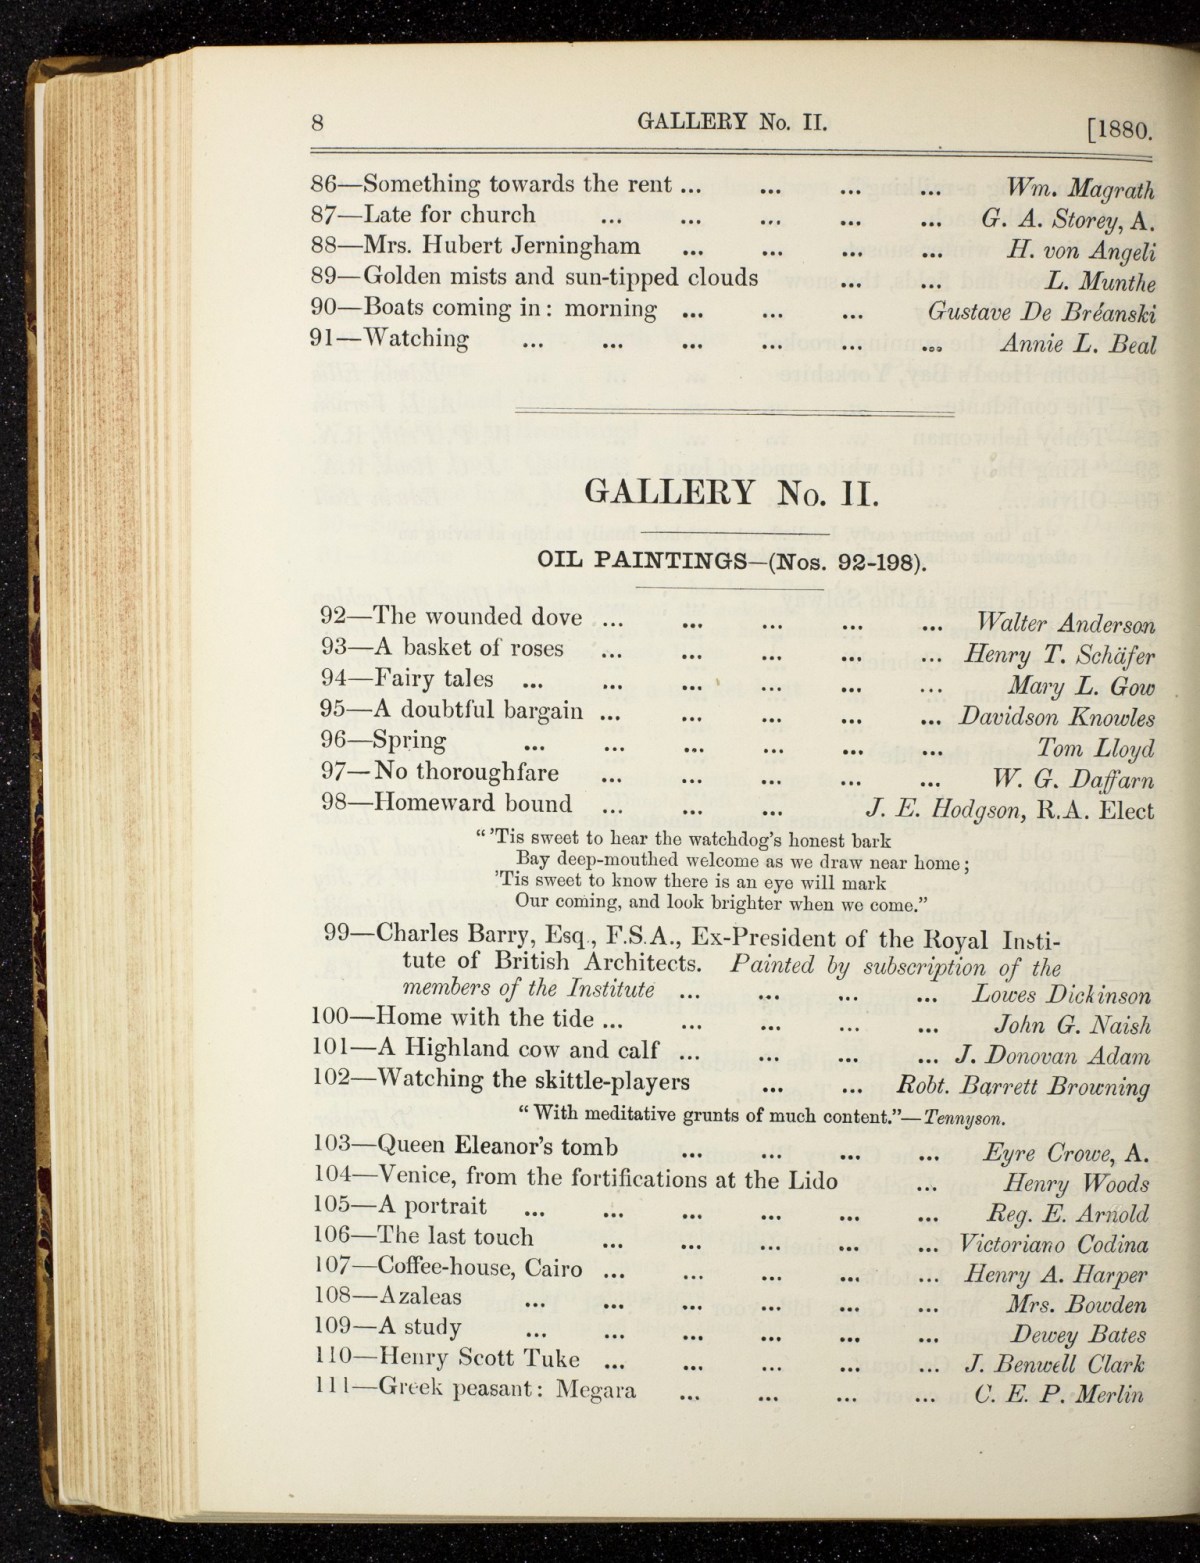 8 GALLERY No. II. [1880.
86—Something towards the rent ... ... ... ... Wm. Magrath
87—Late for church ... ... ... ... ... G. A. Storey, A.
88—Mrs. Hubert Jerningham ... ... ... ... H. von Angeli
89—Golden mists and sun-tipped clouds ... ... L. Munthe
90—Boats coming in: morning ... ... ... Gustave De Bréanski
91—Watching ... ... ... ... ... ... Annie L. Beal
GALLERY No. II.
OIL PAINTINGS—(Nos. 92-198).
92—The wounded dove ... ... ... ... ... Walter Anderson
93—A basket of roses ... ... ... ... ... Henry T. Schäfer
94—Fairy tales ... ... ... ... ... ... Mary L. Gow
95—A doubtful bargain ... ... ... ... ... Davidson Knowles
96—Spring ... ... ... ... ... ... Tom Lloyd
97—No thoroughfare ... ... ... ... ... W. G. Daffarn
98—Homeward bound ... ... ... J. E. Hodgson, R.A. Elect
"'Tis sweet to hear the watchdog's honest bark
Bay deep-mouthed welcome as we draw near home;
'Tis sweet to know there is an eye will mark
Our coming, and look brighter when we come."
99—Charles Barry, Esq., F.S.A., Ex-President of the Royal Insti-
tute of British Architects. Painted by subscription of the
members of the Institute ... ... ... ... Lowes Dickinson
100—Home with the tide ... ... ... ... ... John G. Naish
101—A Highland cow and calf ... ... ... ... J. Donovan Adam
102—Watching the skittle-players ... ... Robt. Barrett Browning
"With meditative grunts of much content."—Tennyson.
103—Queen Eleanor's tomb ... ... ... ... Eyre Crowe, A.
104—Venice, from the fortifications at the Lido ... Henry Woods
105—A portrait ... ... ... ... ... ... Reg. E. Arnold
106—The last touch ... ... ... ... ... Victoriano Codina
107—Coffee-house, Cairo ... ... ... ... ... Henry A. Harper
108—Azaleas ... ... ... ... ... ... Mrs. Bowden
109—A study ... ... ... ... ... ... Dewey Bates
110—Henry Scott Tuke ... ... ... ... ... J. Benwell Clark
111—Greek peasant: Megara ... ... ... ... C. E. P. Merlin